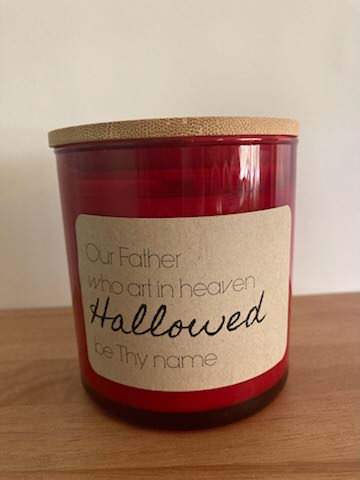 Our Father
who art in heaven
Hallowed
be Thy name